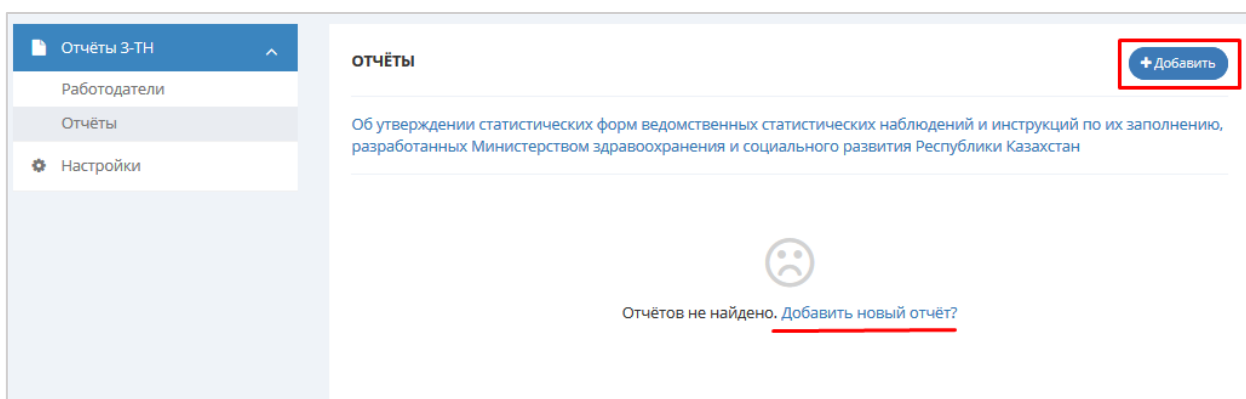 Отчёты 3-ТН
Работодатели
Отчёты
Настройки
ОТЧЁТЫ
Добавить
Об утверждении статистических форм ведомственных статистических наблюдений и инструкций по их заполнению,
разработанных Министерством здравоохранения и социального развития Республики Казахстан
Отчётов не найдено. Добавить новый отчёт?